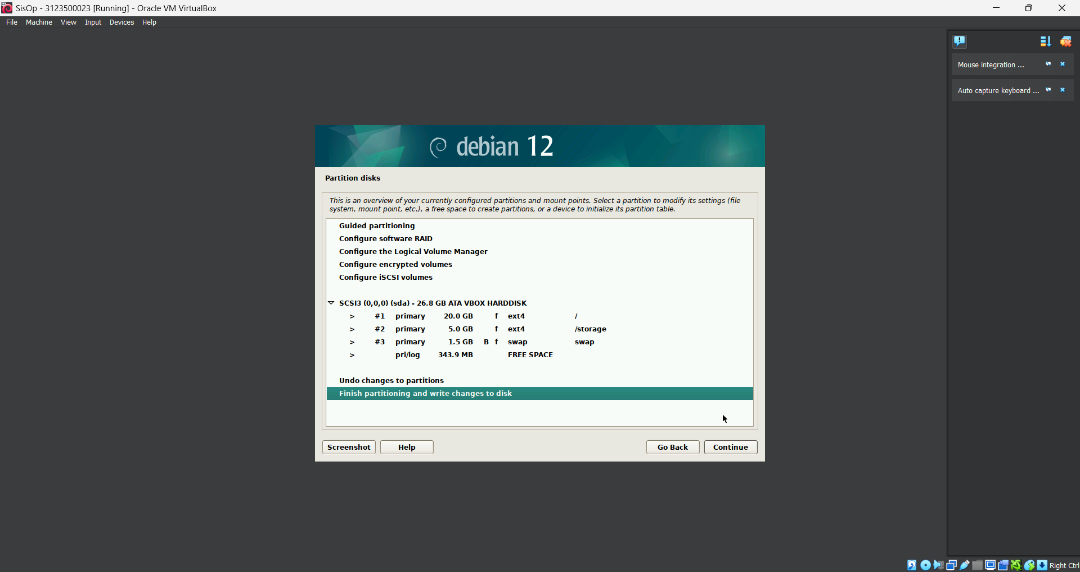 SisOp - 3123500023 [Running] - Oracle VM VirtualBox
File Machine View Input Devices Help
Mouse integration ...
Auto capture keyboard ...
debian 12
Partition disks
This is an overview of your currently configured partitions and mount points. Select a partition to modify its settings (file
system, mount point, etc.), a free space to create partitions, or a device to initialize its partition table.
Guided partitioning
Configure software RAID
Configure the Logical Volume Manager
Configure encrypted volumes
Configure iSCSI volumes
SCSI3 (0,0,0) (sda) - 26.8 GB ATA VBOX HARDDISK
> #1 primary 20.0 GB f ext4 /
> #2 primary 5.0 GB f ext4 /storage
> #3 primary 1.5 GB B f swap swap
> pri/log 343.9 MB FREE SPACE
Undo changes to partitions
Finish partitioning and write changes to disk
Screenshot Help Go Back Continue
Right Ctrl